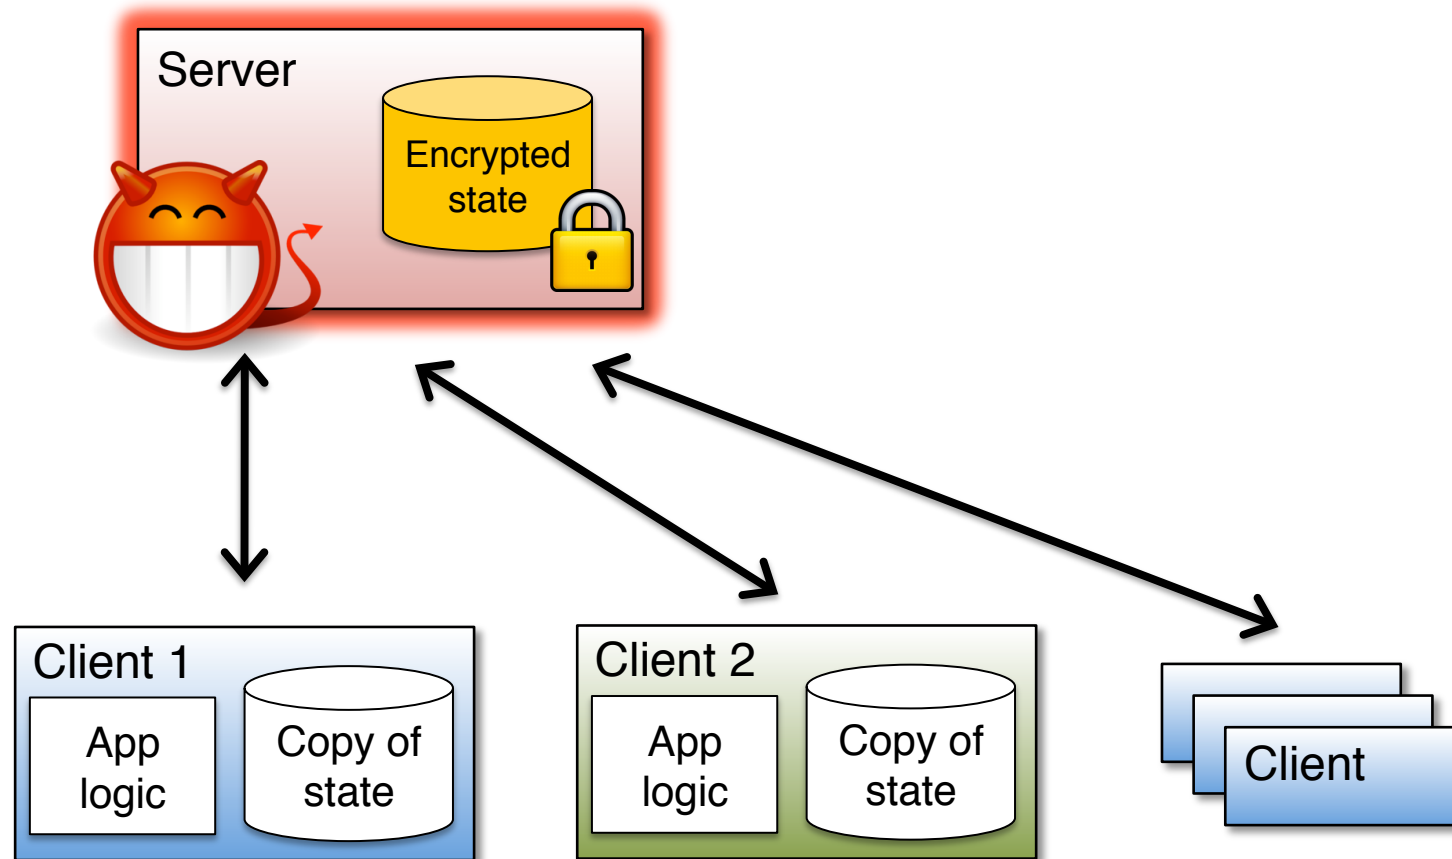 Server
Encrypted
state
Client 1
App
logic
Copy of
state
Client 2
App
logic
Copy of
state
Client